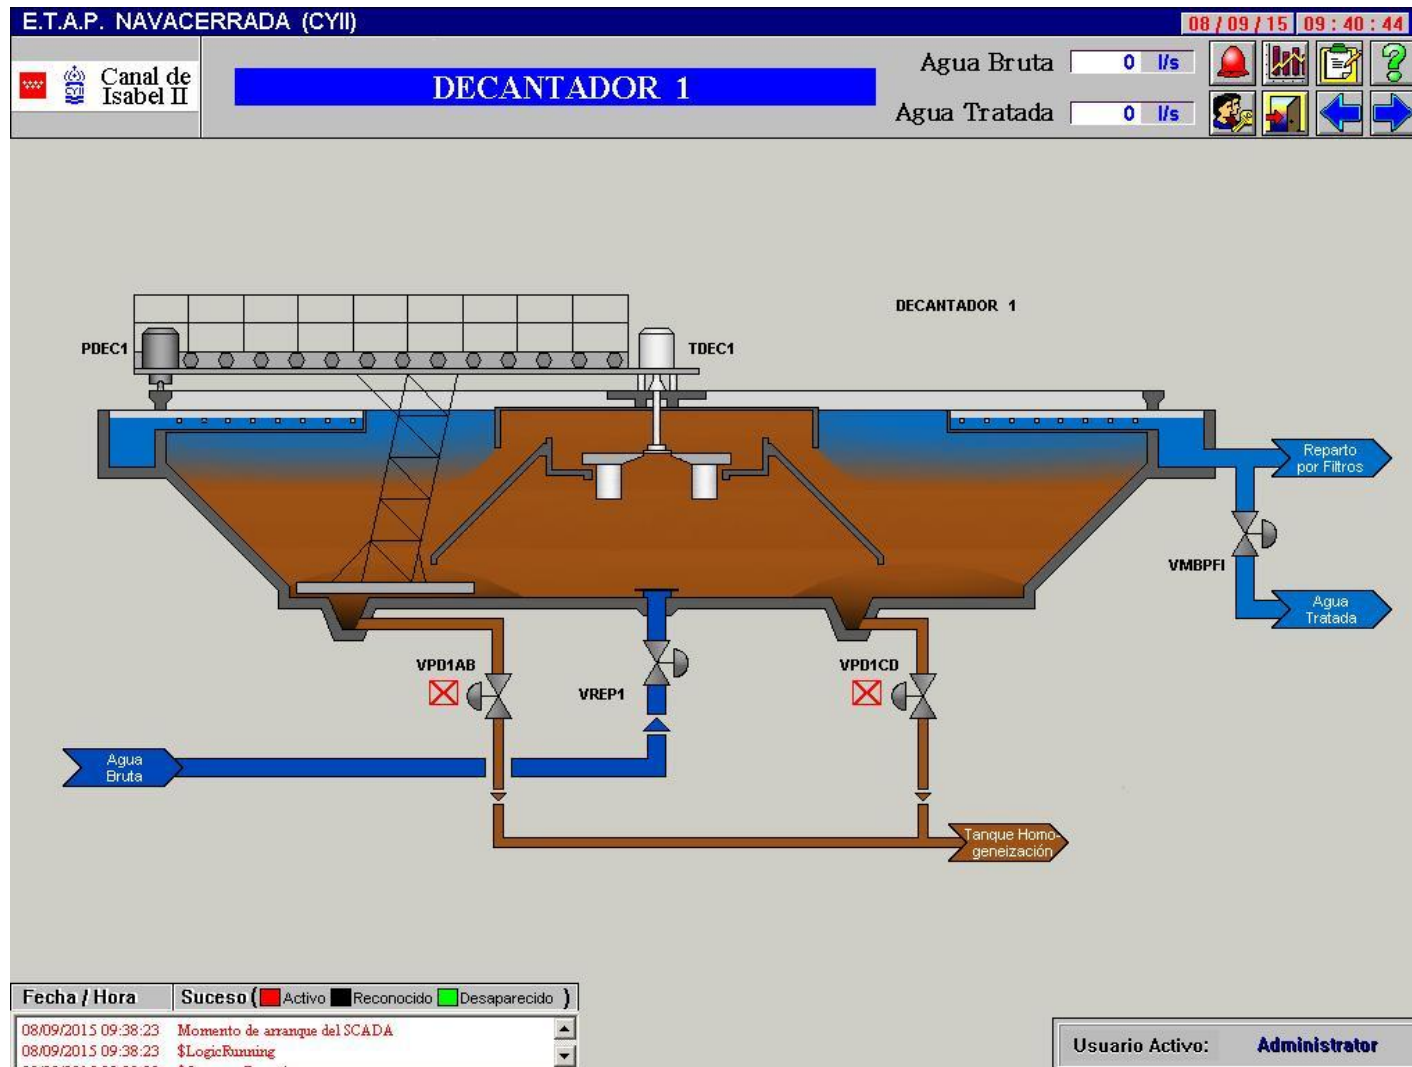 E.T.A.P. NAVACERRADA (CYII)
08 / 09 / 15 09 : 40 : 44
Canal de
Isabel II
CYII
DECANTADOR 1
Agua Bruta 0 l/s
Agua Tratada 0 l/s
DECANTADOR 1
PDEC1
TDEC1
Reparto
por Filtros
VMBPFI
Agua
Tratada
VPD1AB
VREP1
VPD1CD
Agua
Bruta
Tanque Homo-
geneización
Fecha / Hora Suceso ( Activo Reconocido Desaparecido )
08/09/2015 09:38:23 Momento de arranque del SCADA
08/09/2015 09:38:23 $LogicRunning
Usuario Activo: Administrator